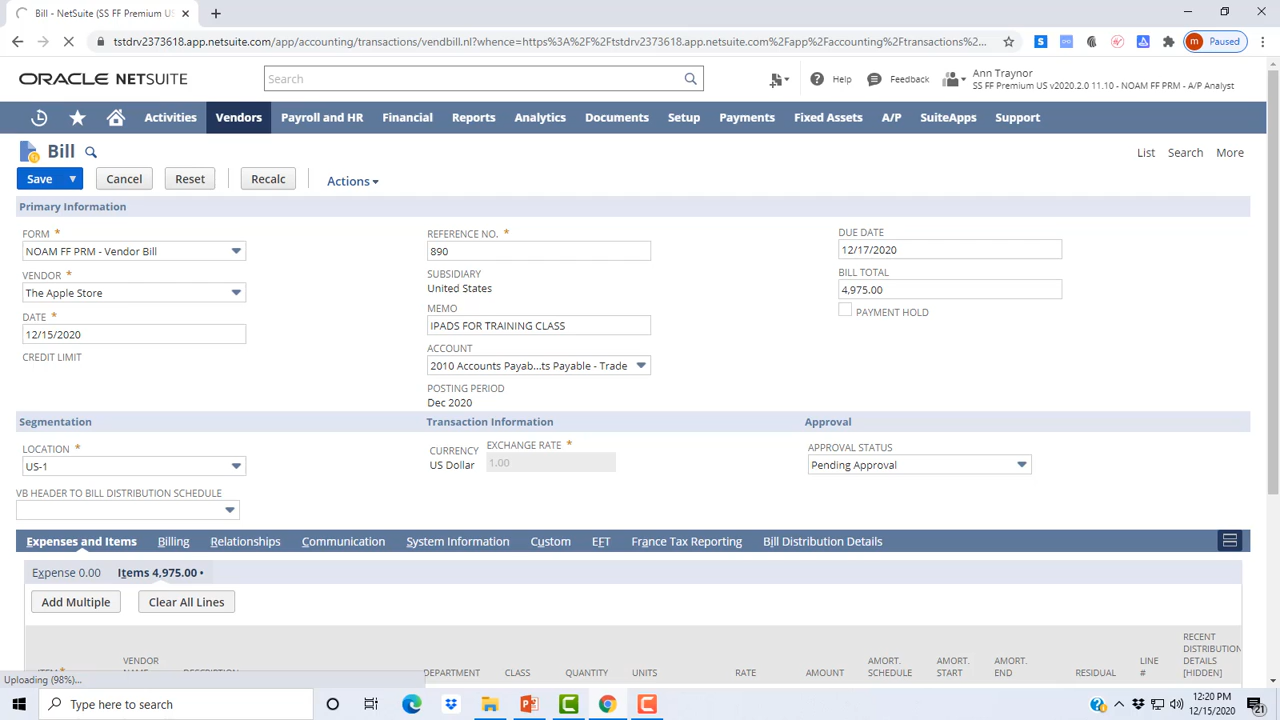 Bill - NetSuite (SS FF Premium US
tstdrv2373618.app.netsuite.com/app/accounting/transactions/vendbill.nl?whence=https%3A%2F%2Ftstdrv2373618.app.netsuite.com%2Fapp%2Faccounting%2Ftransactions%2...
m Paused
ORACLE NETSUITE
Search
Help
Feedback
Ann Traynor
SS FF Premium US v2020.2.0 11.10 - NOAM FF PRM - A/P Analyst
Activities Vendors Payroll and HR Financial Reports Analytics Documents Setup Payments Fixed Assets A/P SuiteApps Support
Bill
List Search More
Save Cancel Reset Recalc Actions
Primary Information
FORM *
NOAM FF PRM - Vendor Bill
VENDOR *
The Apple Store
DATE *
12/15/2020
CREDIT LIMIT
REFERENCE NO. *
890
SUBSIDIARY
United States
MEMO
IPADS FOR TRAINING CLASS
ACCOUNT
2010 Accounts Payab...ts Payable - Trade
POSTING PERIOD
Dec 2020
DUE DATE
12/17/2020
BILL TOTAL
4,975.00
PAYMENT HOLD
Segmentation
LOCATION *
US-1
VB HEADER TO BILL DISTRIBUTION SCHEDULE
Transaction Information
CURRENCY
US Dollar
EXCHANGE RATE *
1.00
Approval
APPROVAL STATUS
Pending Approval
Expenses and Items Billing Relationships Communication System Information Custom EFT France Tax Reporting Bill Distribution Details
Expense 0.00 Items 4,975.00 •
Add Multiple Clear All Lines
ITEM *
VENDOR
NAME
DESCRIPTION
DEPARTMENT
CLASS
QUANTITY
UNITS
RATE
AMOUNT
AMORT.
SCHEDULE
AMORT.
START
AMORT.
END
RESIDUAL
LINE
#
RECENT
DISTRIBUTION
DETAILS
[HIDDEN]
Uploading (98%)...
Type here to search
12:20 PM
12/15/2020
21